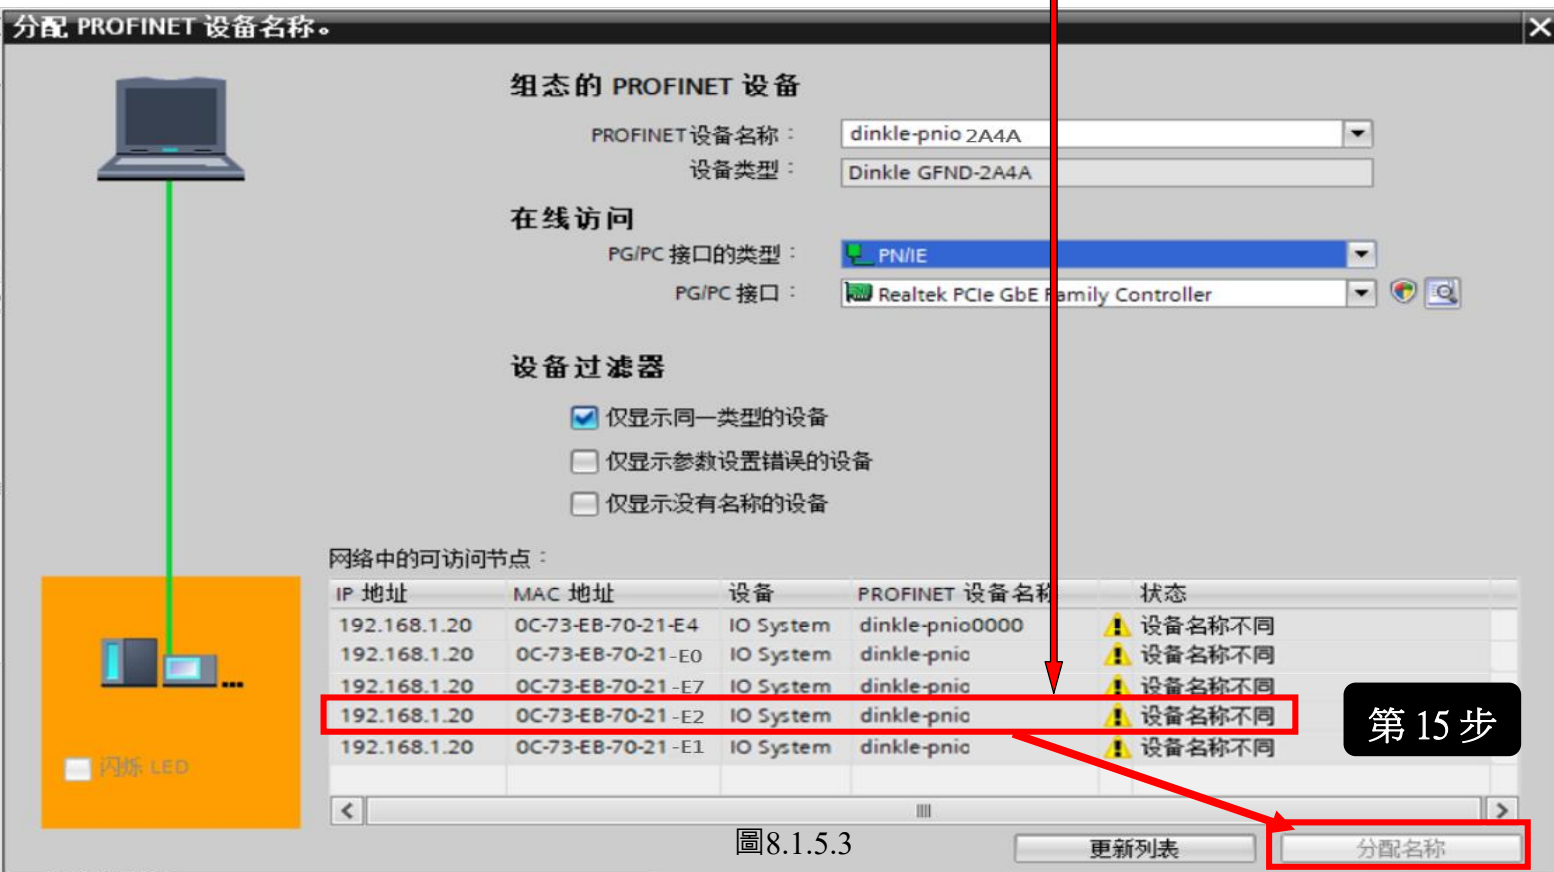 分配 PROFINET 设备名称。
组态的 PROFINET 设备
PROFINET设备名称：
dinkle-pnio 2A4A
设备类型：
Dinkle GFND-2A4A
在线访问
PG/PC 接口的类型：
PN/IE
PG/PC 接口：
Realtek PCIe GbE Family Controller
设备过滤器
仅显示同一类型的设备
仅显示参数设置错误的设备
仅显示没有名称的设备
网络中的可访问节点：
IP 地址 MAC 地址 设备 PROFINET 设备名称 状态
192.168.1.20 0C-73-EB-70-21-E4 IO System dinkle-pnio0000 设备名称不同
192.168.1.20 0C-73-EB-70-21-E0 IO System dinkle-pnio 设备名称不同
192.168.1.20 0C-73-EB-70-21-E7 IO System dinkle-pnio 设备名称不同
192.168.1.20 0C-73-EB-70-21-E2 IO System dinkle-pnio 设备名称不同
192.168.1.20 0C-73-EB-70-21-E1 IO System dinkle-pnio 设备名称不同
第 15 步
闪烁 LED
圖8.1.5.3
更新列表
分配名称